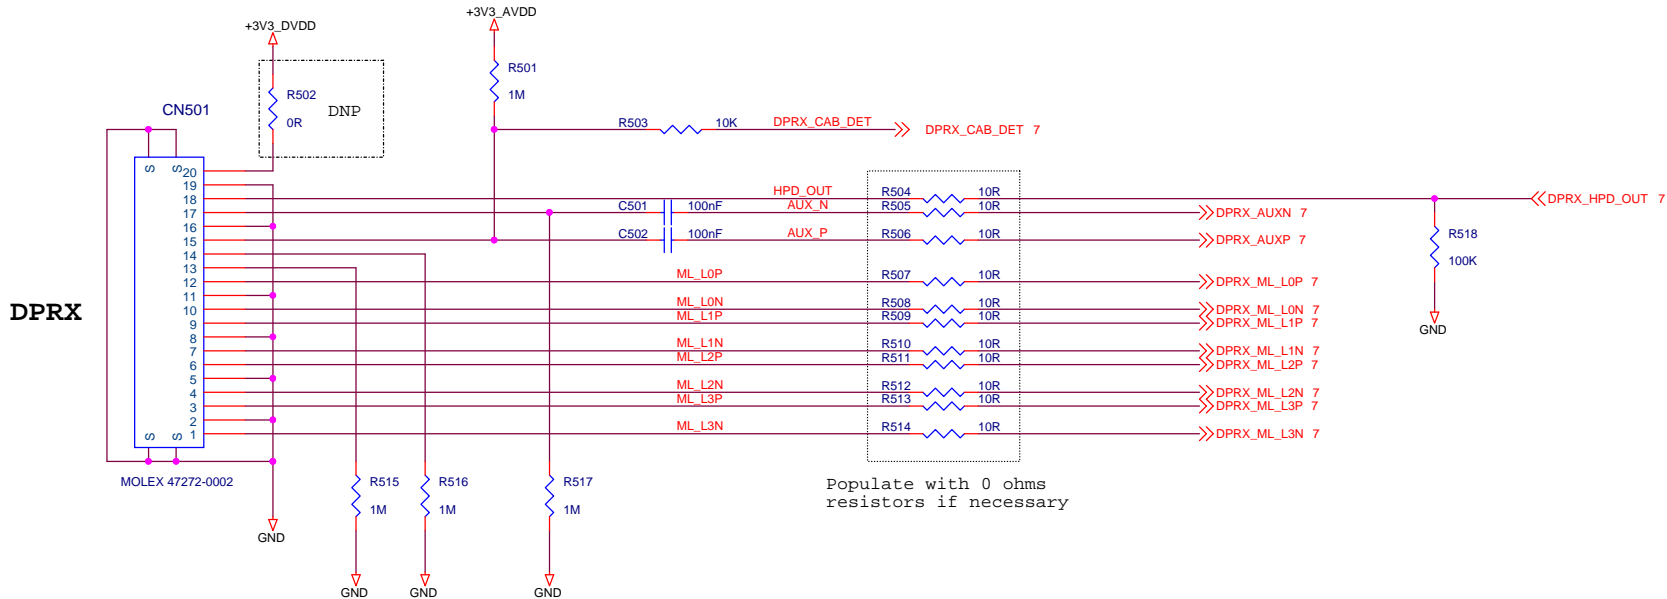 +3V3_AVDD
+3V3_DVDD
R501
1M
R502
0R
DNP
CN501
R503 10K DPRX_CAB_DET DPRX_CAB_DET 7
S S
20
19
18 HPD_OUT R504 10R DPRX_HPD_OUT 7
17 C501 100nF AUX_N R505 10R DPRX_AUXN 7
16
15 C502 100nF AUX_P R506 10R DPRX_AUXP 7
R518
100K
GND
14
13
12 ML_L0P R507 10R DPRX_ML_L0P 7
11
10 ML_L0N R508 10R DPRX_ML_L0N 7
9 ML_L1P R509 10R DPRX_ML_L1P 7
DPRX
8
7 ML_L1N R510 10R DPRX_ML_L1N 7
6 ML_L2P R511 10R DPRX_ML_L2P 7
5
4 ML_L2N R512 10R DPRX_ML_L2N 7
3 ML_L3P R513 10R DPRX_ML_L3P 7
2
1 ML_L3N R514 10R DPRX_ML_L3N 7
S S
MOLEX 47272-0002
R515
1M
R516
1M
R517
1M
Populate with 0 ohms
resistors if necessary
GND
GND GND GND